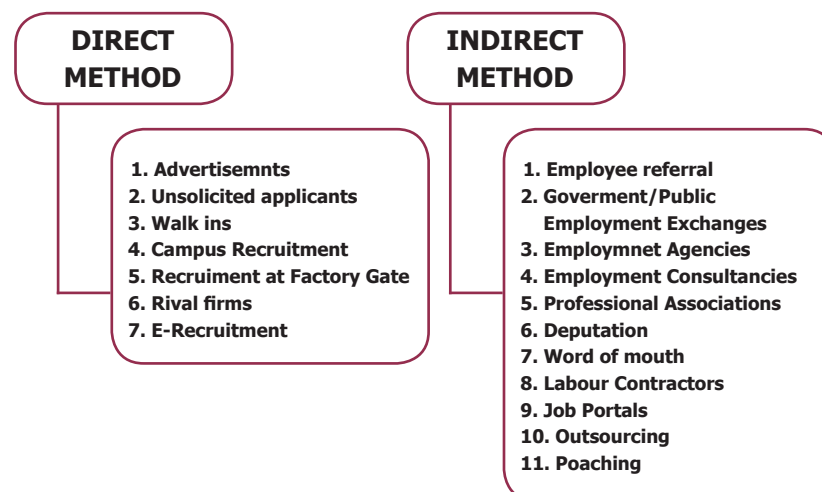 DIRECT
METHOD
1. Advertisemnts
2. Unsolicited applicants
3. Walk ins
4. Campus Recruitment
5. Recruiment at Factory Gate
6. Rival firms
7. E-Recruitment
INDIRECT
METHOD
1. Employee referral
2. Goverment/Public
Employment Exchanges
3. Employmnet Agencies
4. Employment Consultancies
5. Professional Associations
6. Deputation
7. Word of mouth
8. Labour Contractors
9. Job Portals
10. Outsourcing
11. Poaching